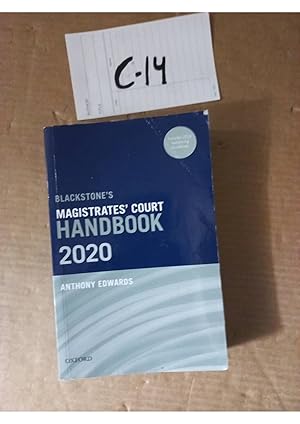 C-14
BLACKSTONE'S
MAGISTRATES' COURT
HANDBOOK
2020
ANTHONY EDWARDS
OXFORD